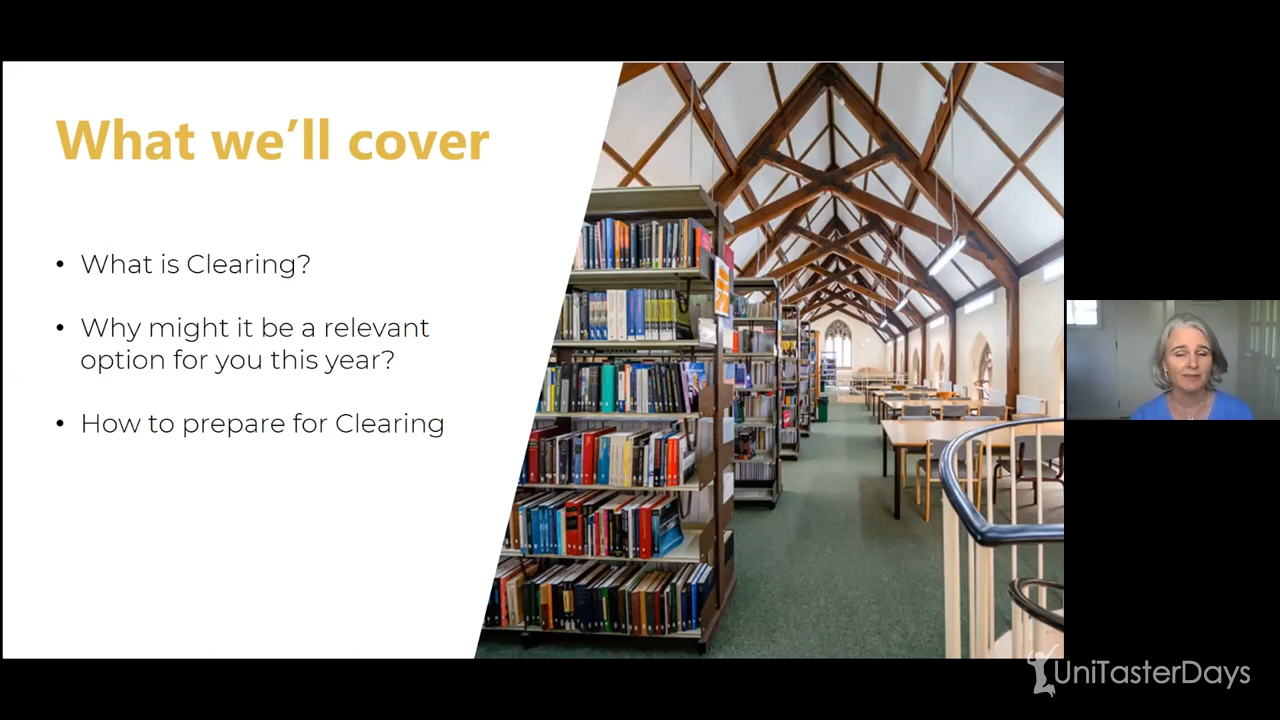 What we’ll cover
• What is Clearing?
• Why might it be a relevant
option for you this year?
• How to prepare for Clearing
UniTasterDays